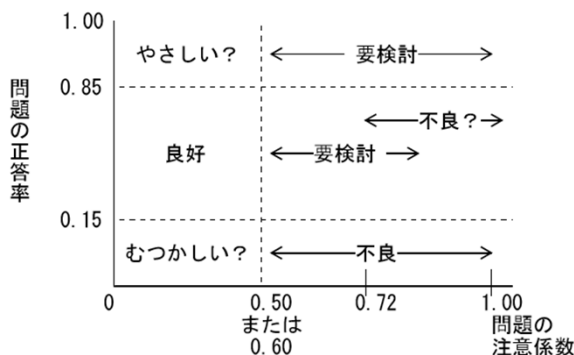 1.00
やさしい？
要検討
0.85
問題の正答率
不良？
良好
要検討
0.15
むつかしい？
不良
0
0.50
または
0.60
0.72
1.00
問題の
注意係数